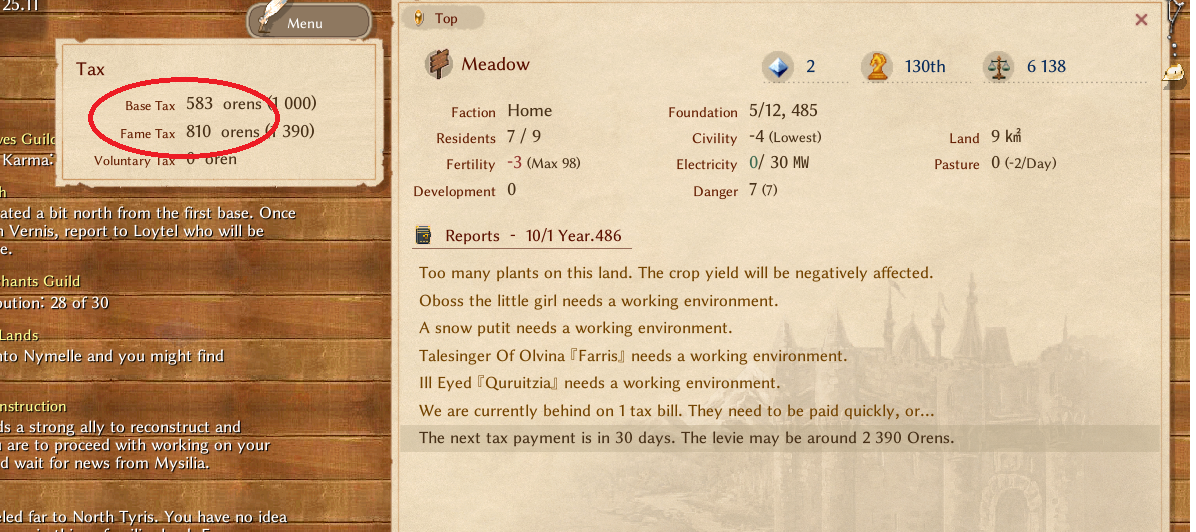 25.11
Menu
Tax
Base Tax 583 orens (1 000)
Fame Tax 810 orens (1 390)
Voluntary Tax 0 oren
ves Guild
Karma:
h
ated a bit north from the first base. Once
n Vernis, report to Loytel who will be
e.
chants Guild
bution: 28 of 30
Lands
nto Nymelle and you might find
nstruction
ds a strong ally to reconstruct and
u are to proceed with working on your
d wait for news from Mysilia.
eled far to North Tyris. You have no idea
Top
Meadow 2 130th 6 138
Faction Home Foundation 5/12, 485
Residents 7 / 9 Civility -4 (Lowest) Land 9 ㎢
Fertility -3 (Max 98) Electricity 0/ 30 MW Pasture 0 (-2/Day)
Development 0 Danger 7 (7)
Reports - 10/1 Year.486
Too many plants on this land. The crop yield will be negatively affected.
Oboss the little girl needs a working environment.
A snow putit needs a working environment.
Talesinger Of Olvina『Farris』needs a working environment.
Ill Eyed『Quruitzia』needs a working environment.
We are currently behind on 1 tax bill. They need to be paid quickly, or...
The next tax payment is in 30 days. The levie may be around 2 390 Orens.